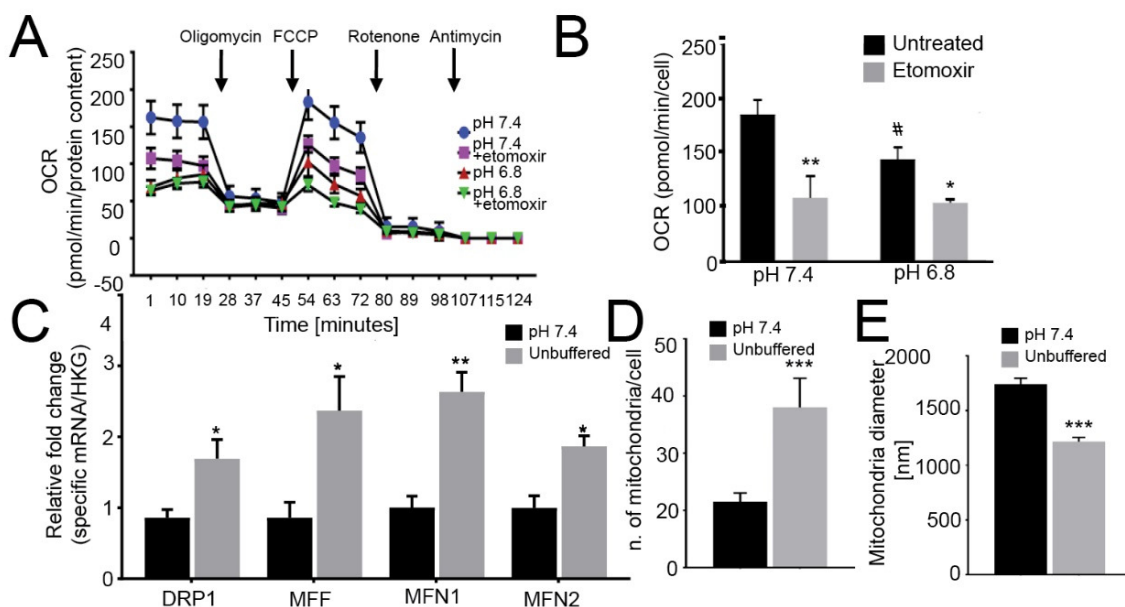 A
Oligomycin FCCP Rotenone Antimycin
OCR
(pmol/min/protein content)
200
150
100
50
0
-50
pH 7.4
pH 7.4
+etomoxir
pH 6.8
pH 6.8
+etomoxir
1 10 19 28 37 45 54 63 72 80 89 98 107 115 124
Time [minutes]
B
OCR (pomol/min/cell)
250
200
150
100
0
Untreated
Etomoxir
**
#
*
pH 7.4 pH 6.8
C
Relative fold change
(specific mRNA/HKG)
4
3
2
1
0
pH 7.4
Unbuffered
*
*
**
*
DRP1 MFF MFN1 MFN2
D
n. of mitochondria/cell
50
40
30
20
0
pH 7.4
Unbuffered
***
E
Mitochondria diameter
[nm]
2000
1500
1000
500
0
pH 7.4
Unbuffered
***